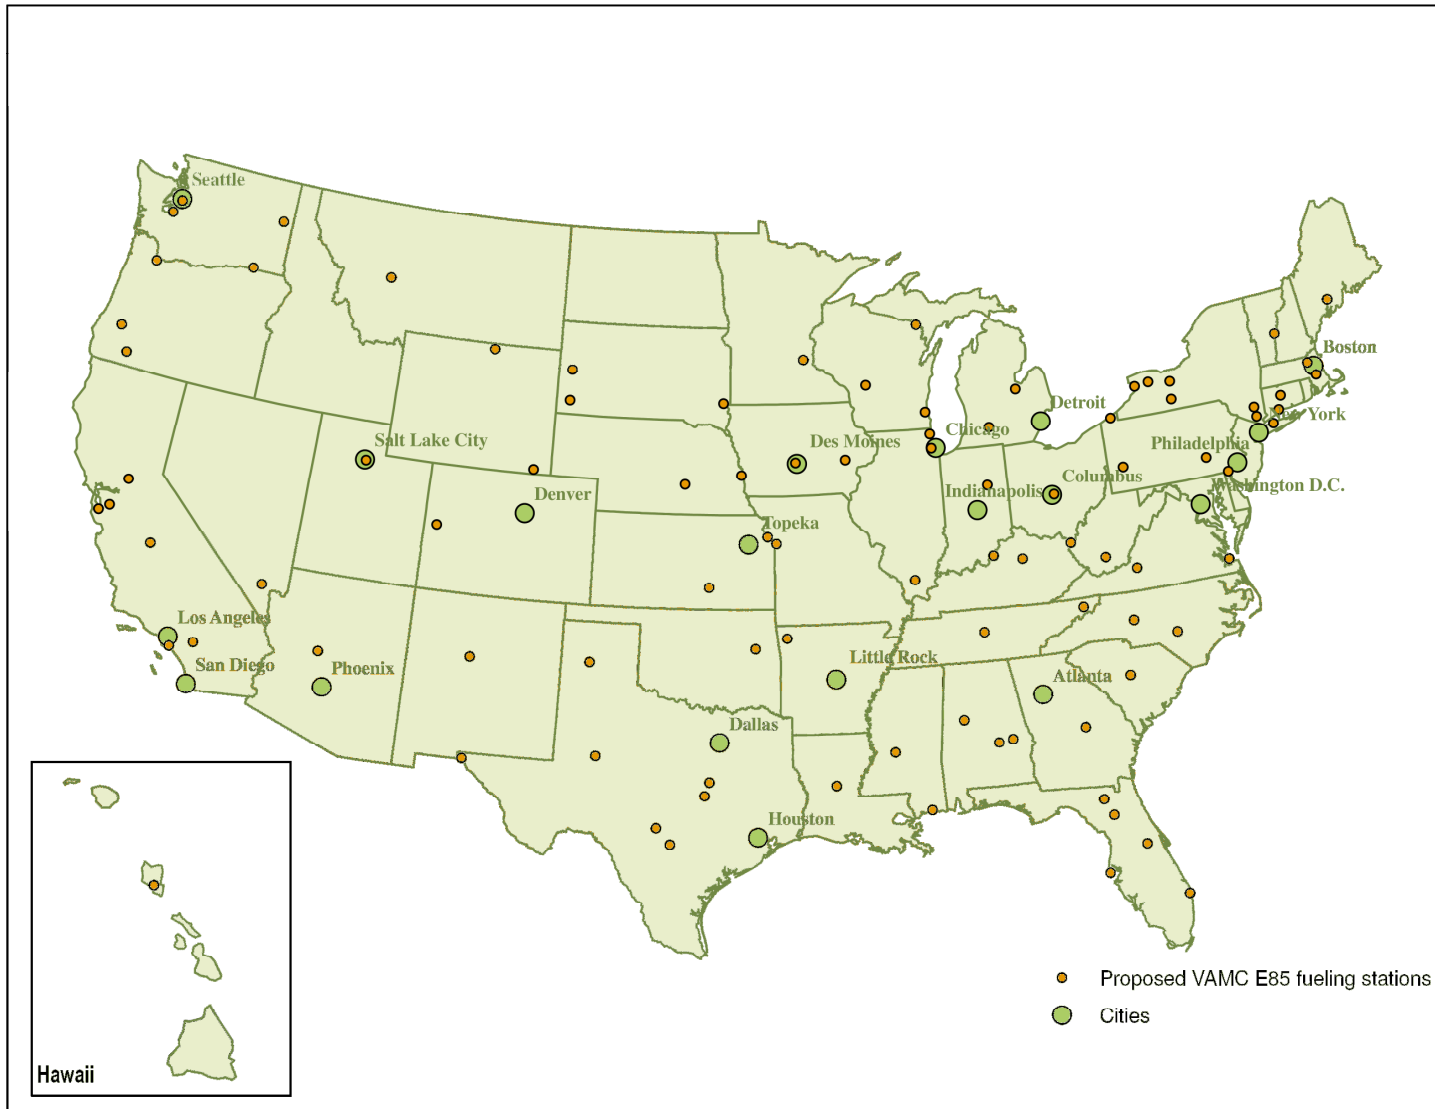 Seattle
Boston
Detroit
New York
Salt Lake City
Des Moines
Chicago
Philadelphia
Columbus
Washington D.C.
Indianapolis
Denver
Topeka
Los Angeles
San Diego
Phoenix
Little Rock
Atlanta
Dallas
Houston
Proposed VAMC E85 fueling stations
Cities
Hawaii